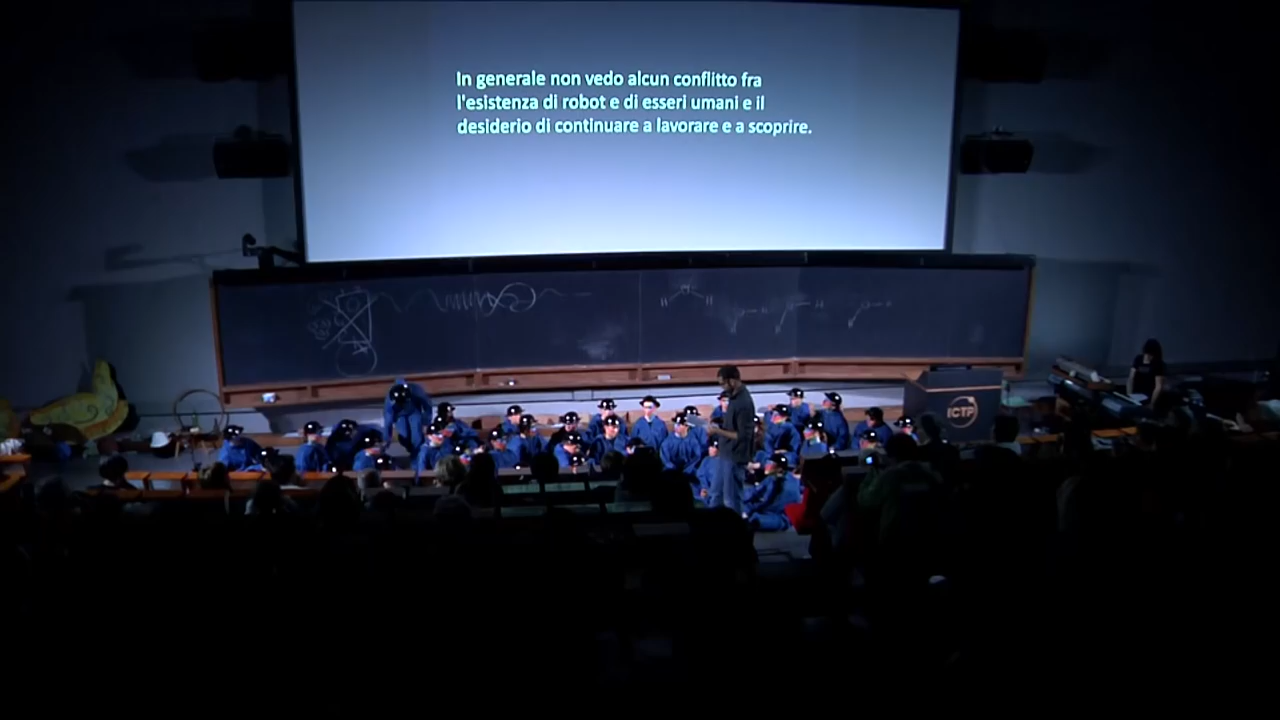 In generale non vedo alcun conflitto fra
l'esistenza di robot e di esseri umani e il
desiderio di continuare a lavorare e a scoprire.
ICTP